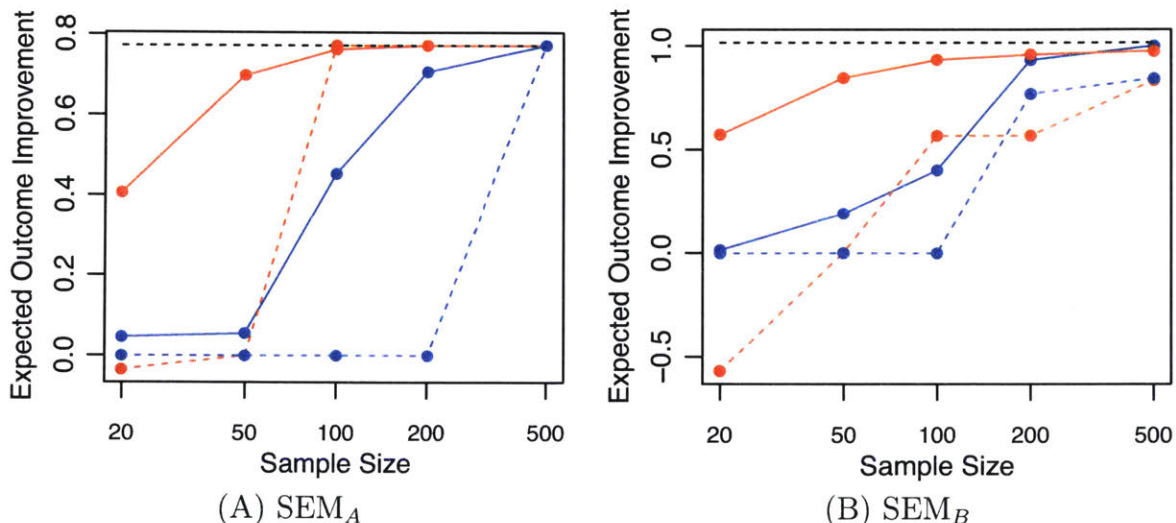 Expected Outcome Improvement
0.8
0.6
0.4
0.2
0.0
20 50 100 200 500
Sample Size
(A) SEM_A
Expected Outcome Improvement
1.0
0.5
0.0
−0.5
20 50 100 200 500
Sample Size
(B) SEM_B